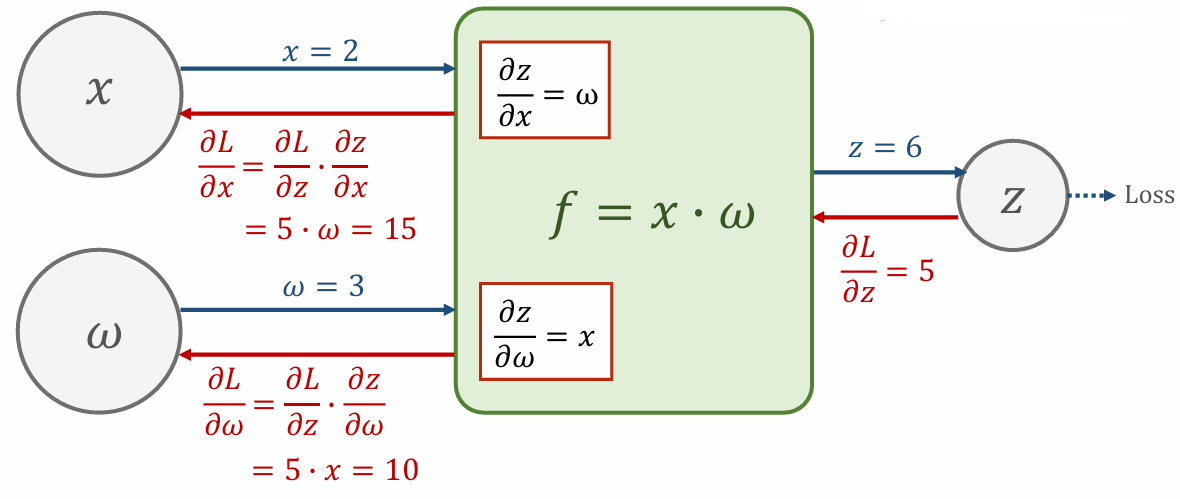 x
x = 2
∂L/∂x = ∂L/∂z · ∂z/∂x
= 5 · ω = 15
∂z/∂x = ω
f = x · ω
z = 6
z
Loss
∂L/∂z = 5
ω
ω = 3
∂L/∂ω = ∂L/∂z · ∂z/∂ω
= 5 · x = 10
∂z/∂ω = x